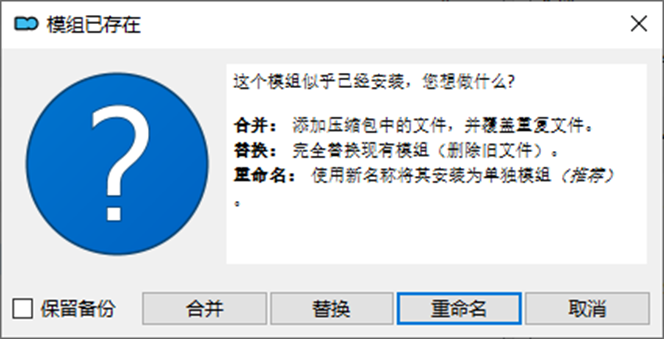 模组已存在
这个模组似乎已经安装，您想做什么?
合并： 添加压缩包中的文件，并覆盖重复文件。
替换： 完全替换现有模组（删除旧文件）。
重命名： 使用新名称将其安装为单独模组（推荐）
。
保留备份 合并 替换 重命名 取消